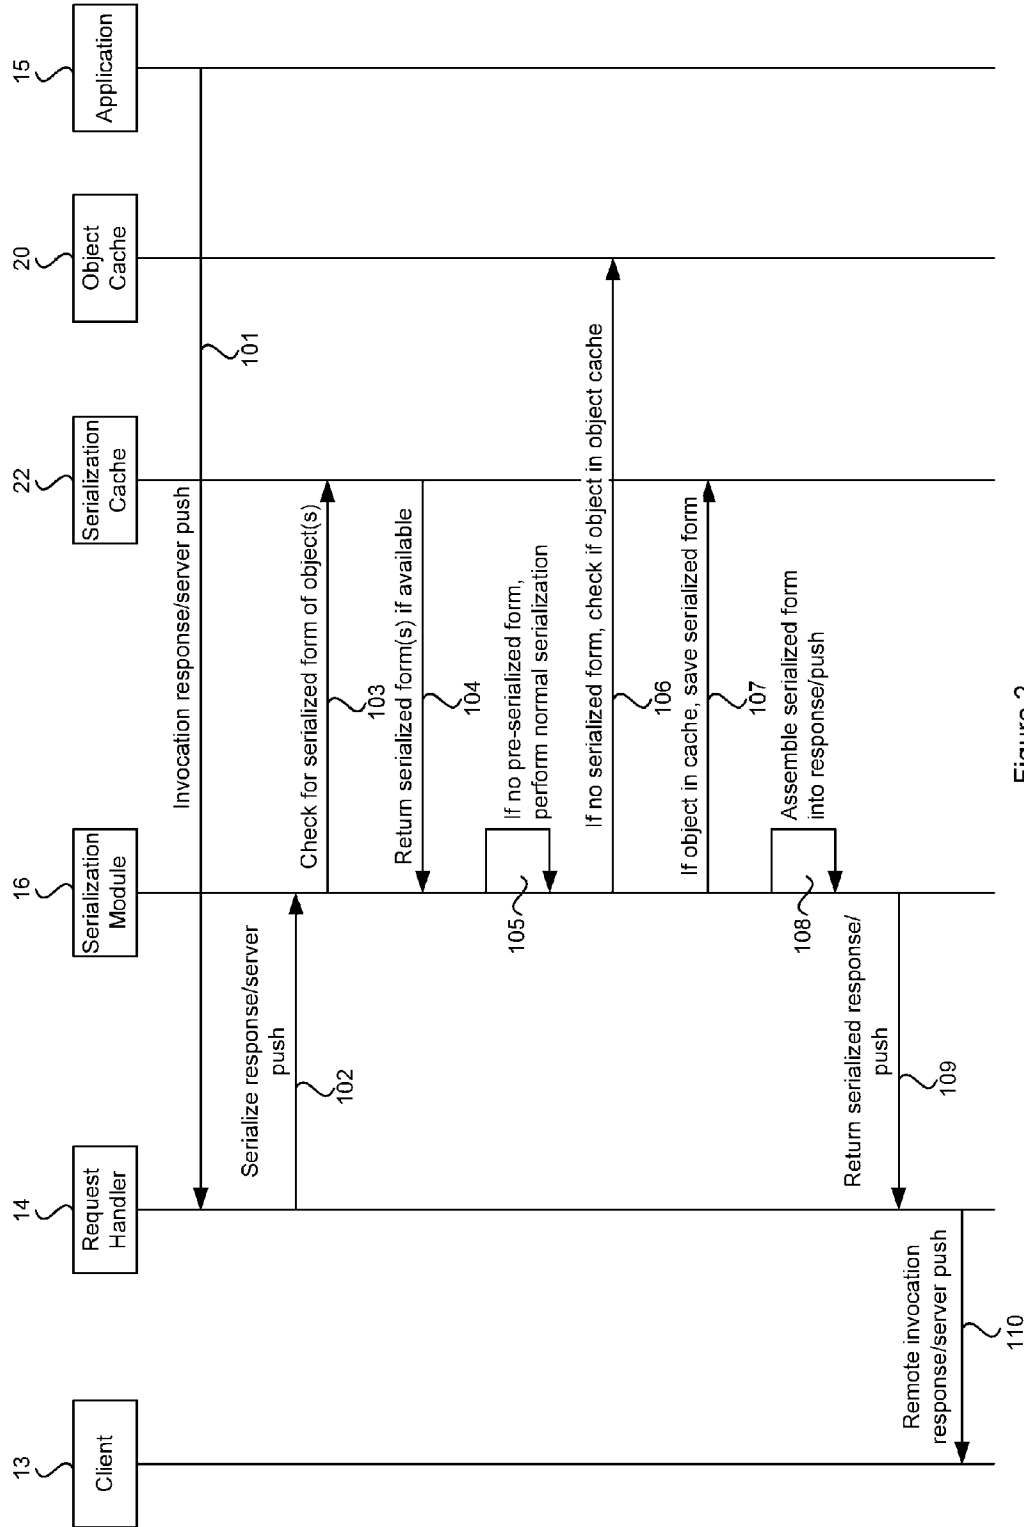 13
Client
14
Request
Handler
16
Serialization
Module
22
Serialization
Cache
20
Object
Cache
15
Application
Invocation response/server push
101
Serialize response/server
push
102
Check for serialized form of object(s)
103
Return serialized form(s) if available
104
If no pre-serialized form,
perform normal serialization
105
If no serialized form, check if object in object cache
106
If object in cache, save serialized form
107
Assemble serialized form
into response/push
108
Return serialized response/
push
109
Remote invocation
response/server push
110
Figure 2